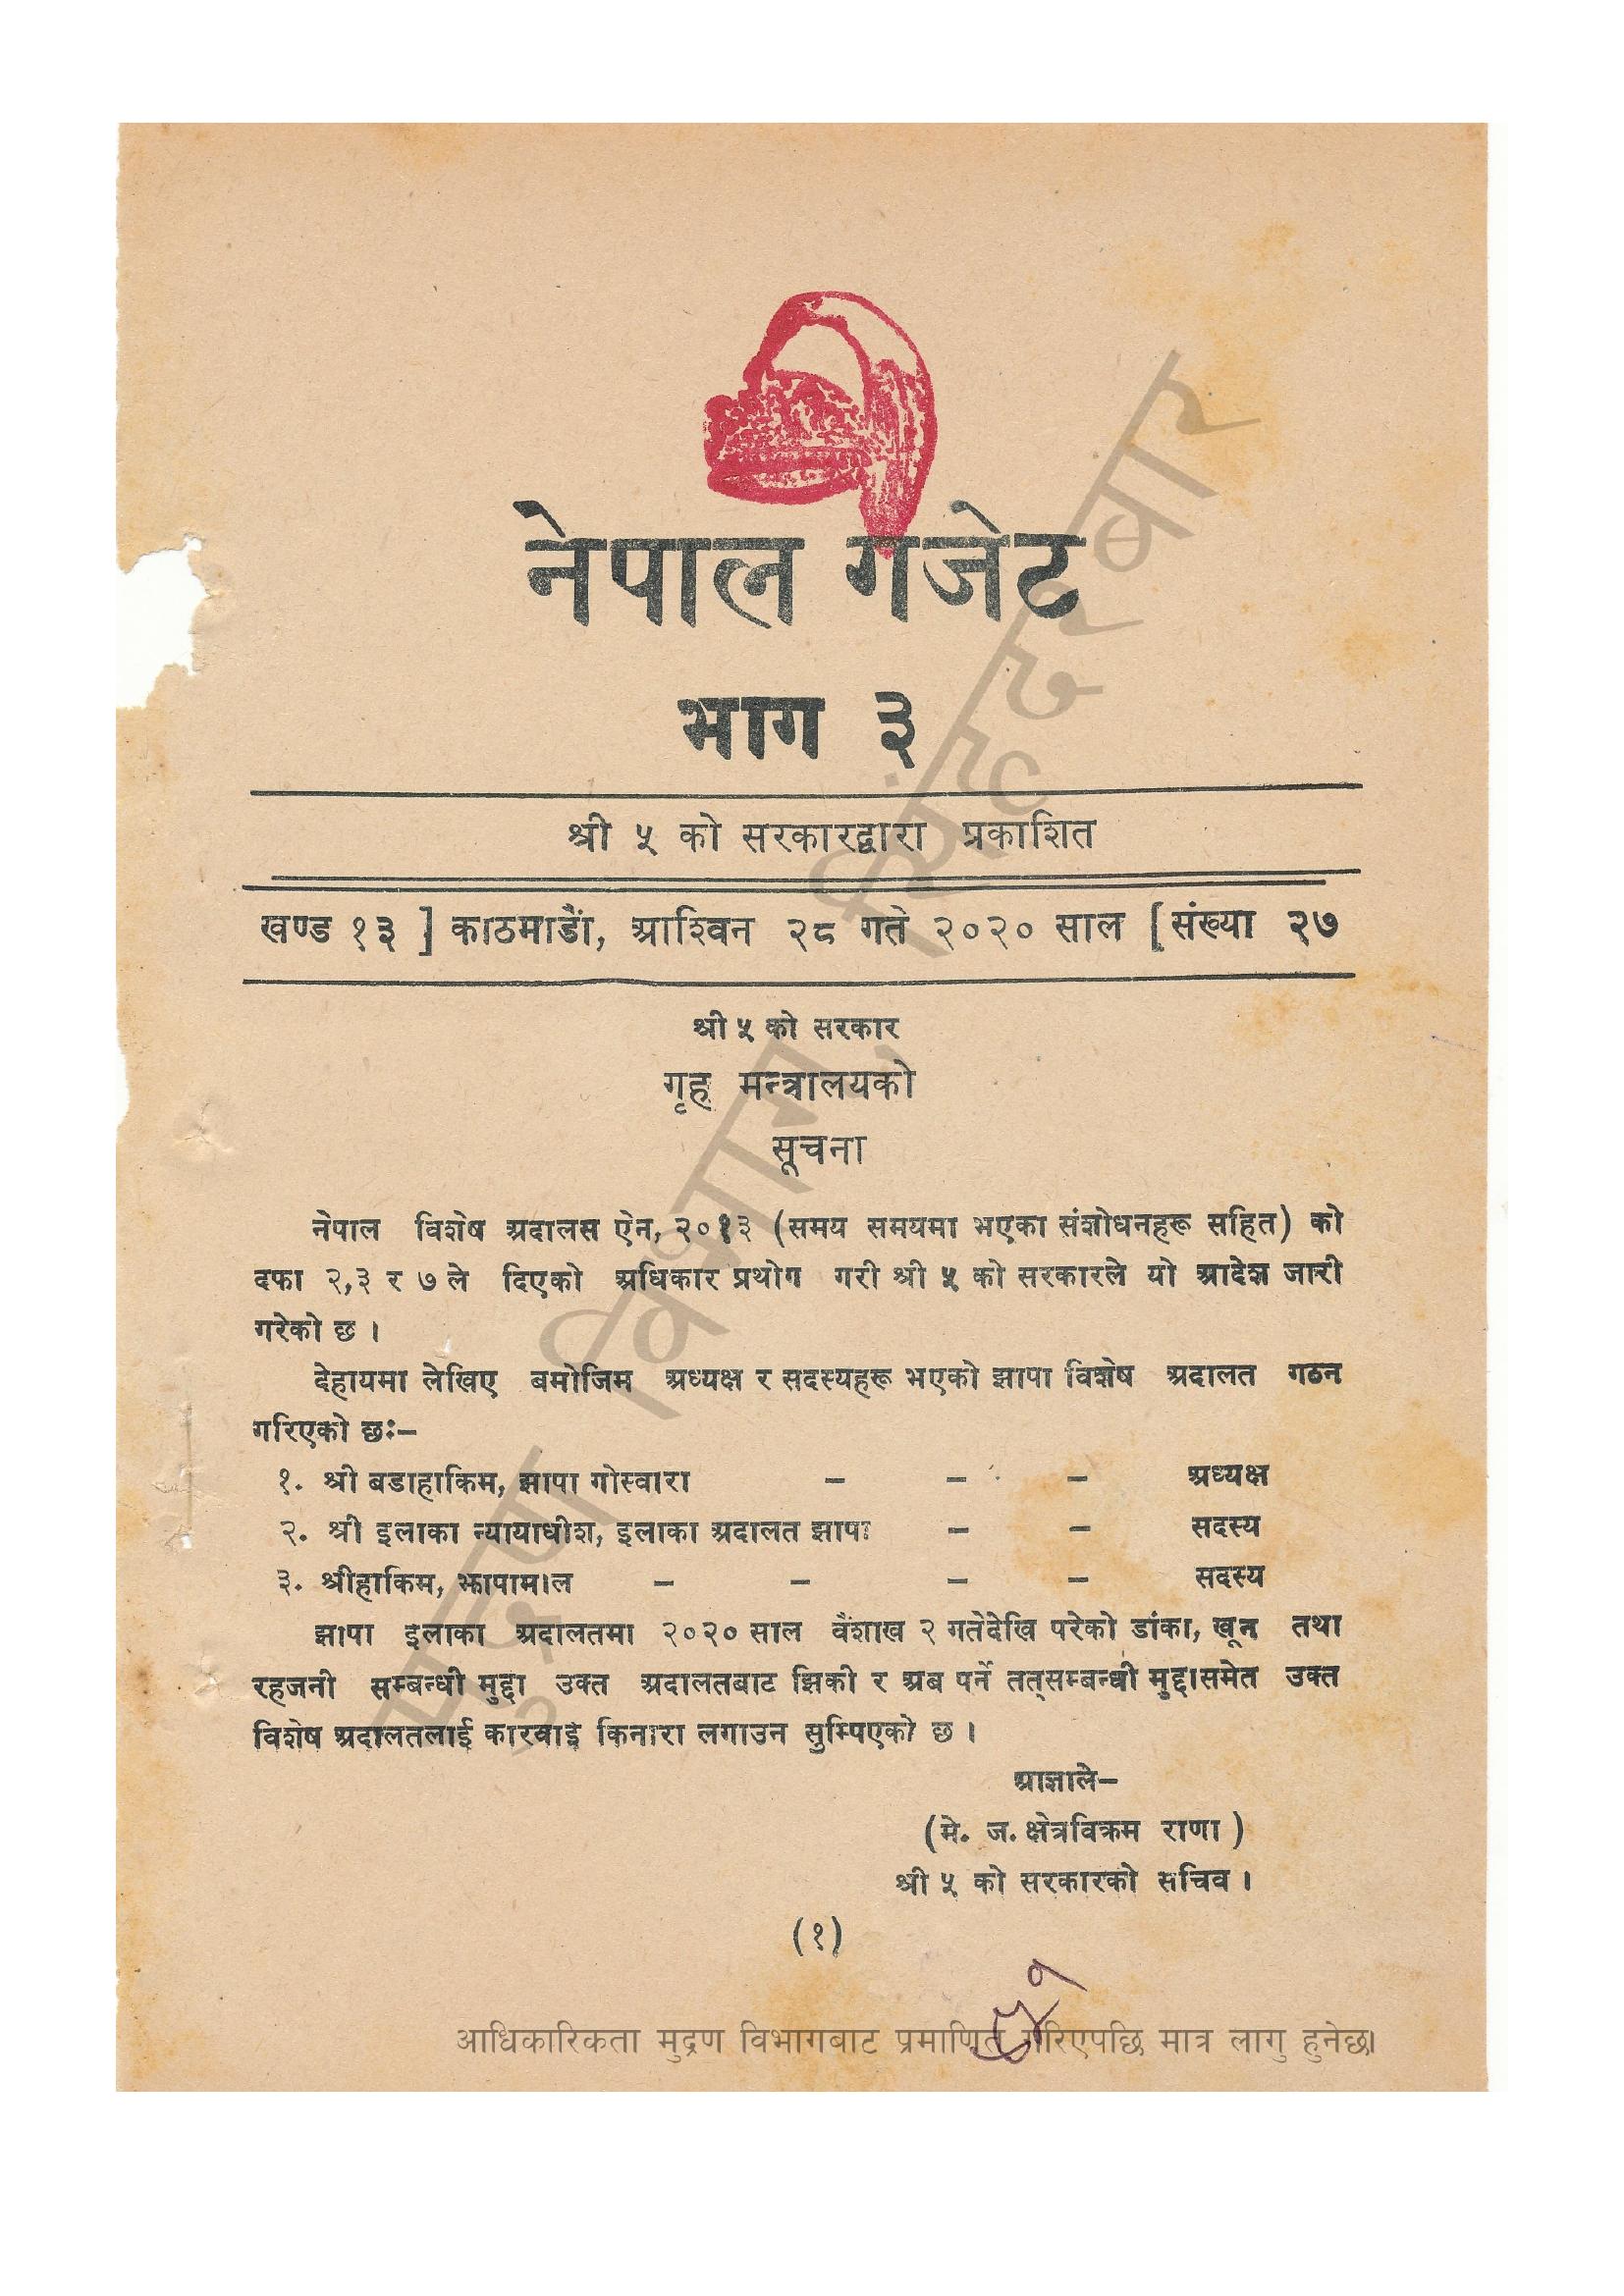 नेपाल गजेट
भाग ३
श्री ५ को सरकारद्वारा प्रकाशित
खण्ड १३ ] काठमाडौं, आश्विन २८ गते २०२० साल [ संख्या २७
श्री ५ को सरकार
गृह मन्त्रालयको
सूचना
नेपाल विशेष अदालस ऐन, २०१३ (समय समयमा भएका संशोधनहरू सहित) को
दफा २,३ र ७ ले दिएको अधिकार प्रथोग गरी श्री ५ को सरकारले यो आदेश जारी
गरेको छ ।
देहायमा लेखिए बमोजिम अध्यक्ष र सदस्यहरू भएको झापा विशेष अदालत गठन
गरिएको छः–
१. श्री बडाहाकिम, झापा गोस्वारा – – – अध्यक्ष
२. श्री इलाका न्यायाधीश, इलाका अदालत झापा – – सदस्य
३. श्रीहाकिम, झापामाल – – – – सदस्य
झापा इलाका अदालतमा २०२० साल वैंशाख २ गतेदेखि परेको डांका, खून तथा
रहजनी सम्बन्धी मुद्दा उक्त अदालतबाट झिकी र अब पर्ने तत्सम्बन्धी मुद्दासमेत उक्त
विशेष अदालतलाई कारवाइ किनारा लगाउन सुम्पिएको छ ।
आज्ञाले–
(मे. ज. क्षेत्रविक्रम राणा )
श्री ५ को सरकारको सचिव ।
(१)
आधिकारिकता मुद्रण विभागबाट प्रमाणित गरिएपछि मात्र लागु हुनेछ।
मुद्रण विभाग, सिंहदरबार